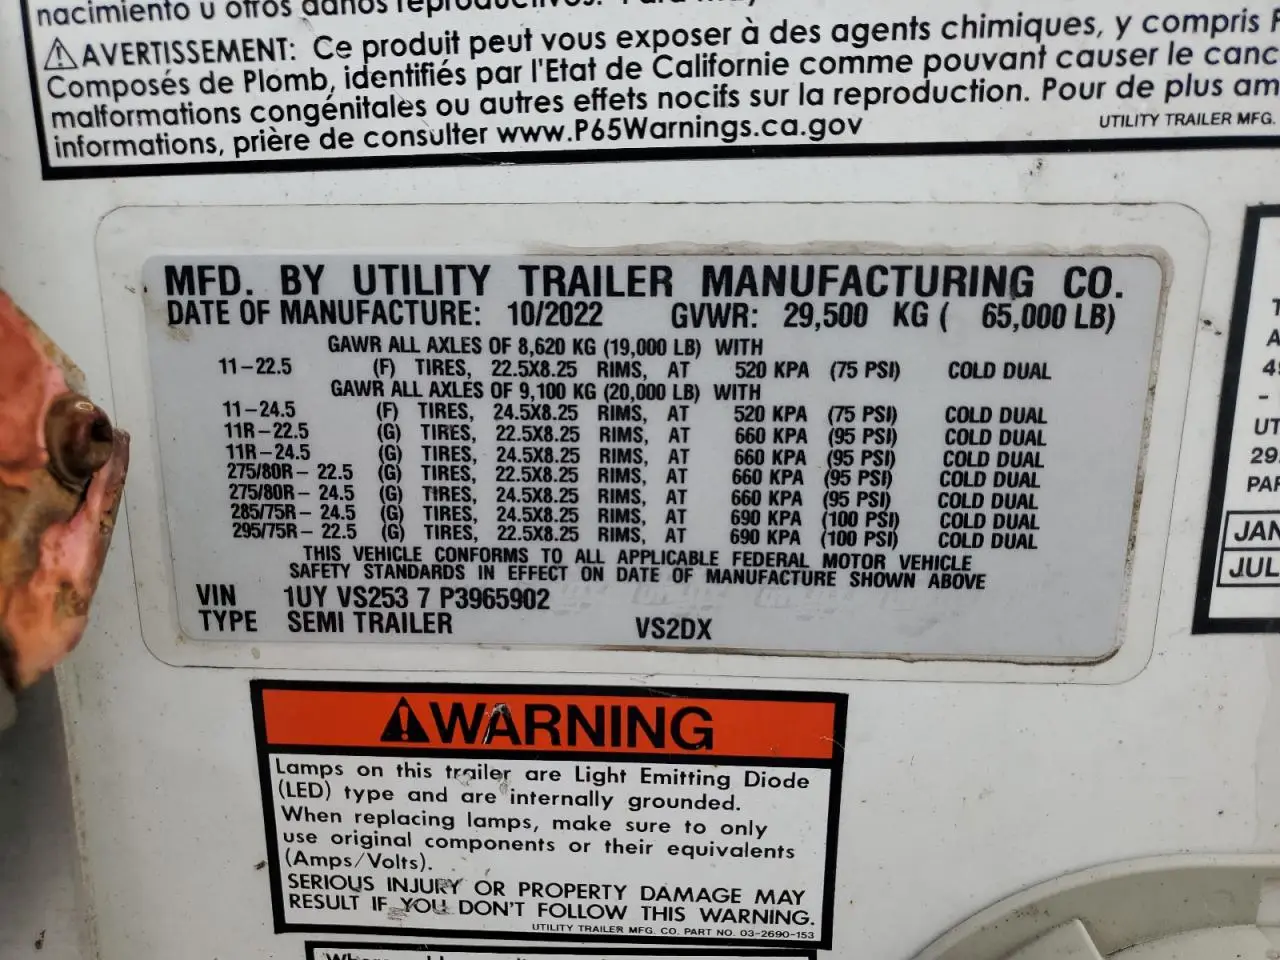 nacimiento u otros daños reproductivos.
⚠AVERTISSEMENT: Ce produit peut vous exposer à des agents chimiques, y compris
Composés de Plomb, identifiés par l'Etat de Californie comme pouvant causer le canc
malformations congénitales ou autres effets nocifs sur la reproduction. Pour de plus am
informations, prière de consulter www.P65Warnings.ca.gov
UTILITY TRAILER MFG.
MFD. BY UTILITY TRAILER MANUFACTURING CO.
DATE OF MANUFACTURE: 10/2022 GVWR: 29,500 KG ( 65,000 LB)
GAWR ALL AXLES OF 8,620 KG (19,000 LB) WITH
11-22.5 (F) TIRES, 22.5X8.25 RIMS, AT 520 KPA (75 PSI) COLD DUAL
GAWR ALL AXLES OF 9,100 KG (20,000 LB) WITH
11-24.5 (F) TIRES, 24.5X8.25 RIMS, AT 520 KPA (75 PSI) COLD DUAL
11R-22.5 (G) TIRES, 22.5X8.25 RIMS, AT 660 KPA (95 PSI) COLD DUAL
11R-24.5 (G) TIRES, 24.5X8.25 RIMS, AT 660 KPA (95 PSI) COLD DUAL
275/80R-22.5 (G) TIRES, 22.5X8.25 RIMS, AT 660 KPA (95 PSI) COLD DUAL
275/80R-24.5 (G) TIRES, 24.5X8.25 RIMS, AT 660 KPA (95 PSI) COLD DUAL
285/75R-24.5 (G) TIRES, 24.5X8.25 RIMS, AT 690 KPA (100 PSI) COLD DUAL
295/75R-22.5 (G) TIRES, 22.5X8.25 RIMS, AT 690 KPA (100 PSI) COLD DUAL
THIS VEHICLE CONFORMS TO ALL APPLICABLE FEDERAL MOTOR VEHICLE
SAFETY STANDARDS IN EFFECT ON DATE OF MANUFACTURE SHOWN ABOVE
VIN 1UY VS253 7 P3965902
TYPE SEMI TRAILER VS2DX
UT
29
PAR
JAN
JUL
⚠WARNING
Lamps on this trailer are Light Emitting Diode
(LED) type and are internally grounded.
When replacing lamps, make sure to only
use original components or their equivalents
(Amps/Volts).
SERIOUS INJURY OR PROPERTY DAMAGE MAY
RESULT IF YOU DON'T FOLLOW THIS WARNING.
UTILITY TRAILER MFG. CO. PART NO. 03-2690-153